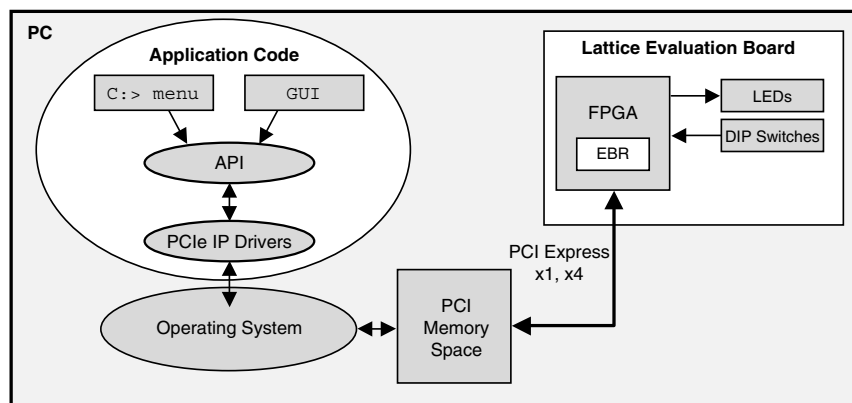 PC
Application Code
C:> menu
GUI
API
PCIe IP Drivers
Operating System
PCI
Memory
Space
PCI Express
x1, x4
Lattice Evaluation Board
FPGA
EBR
LEDs
DIP Switches